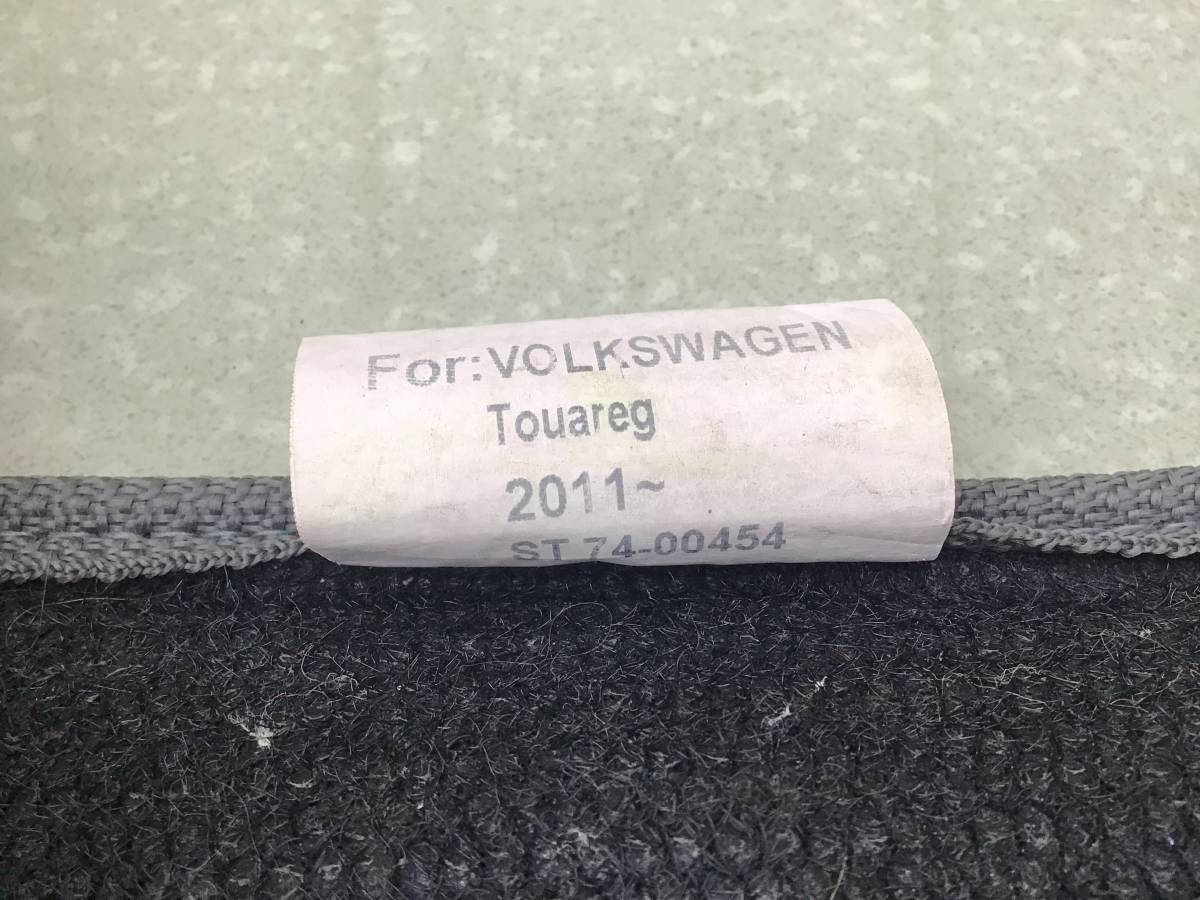 For:VOLKSWAGEN
Touareg
2011~
ST 74-00454